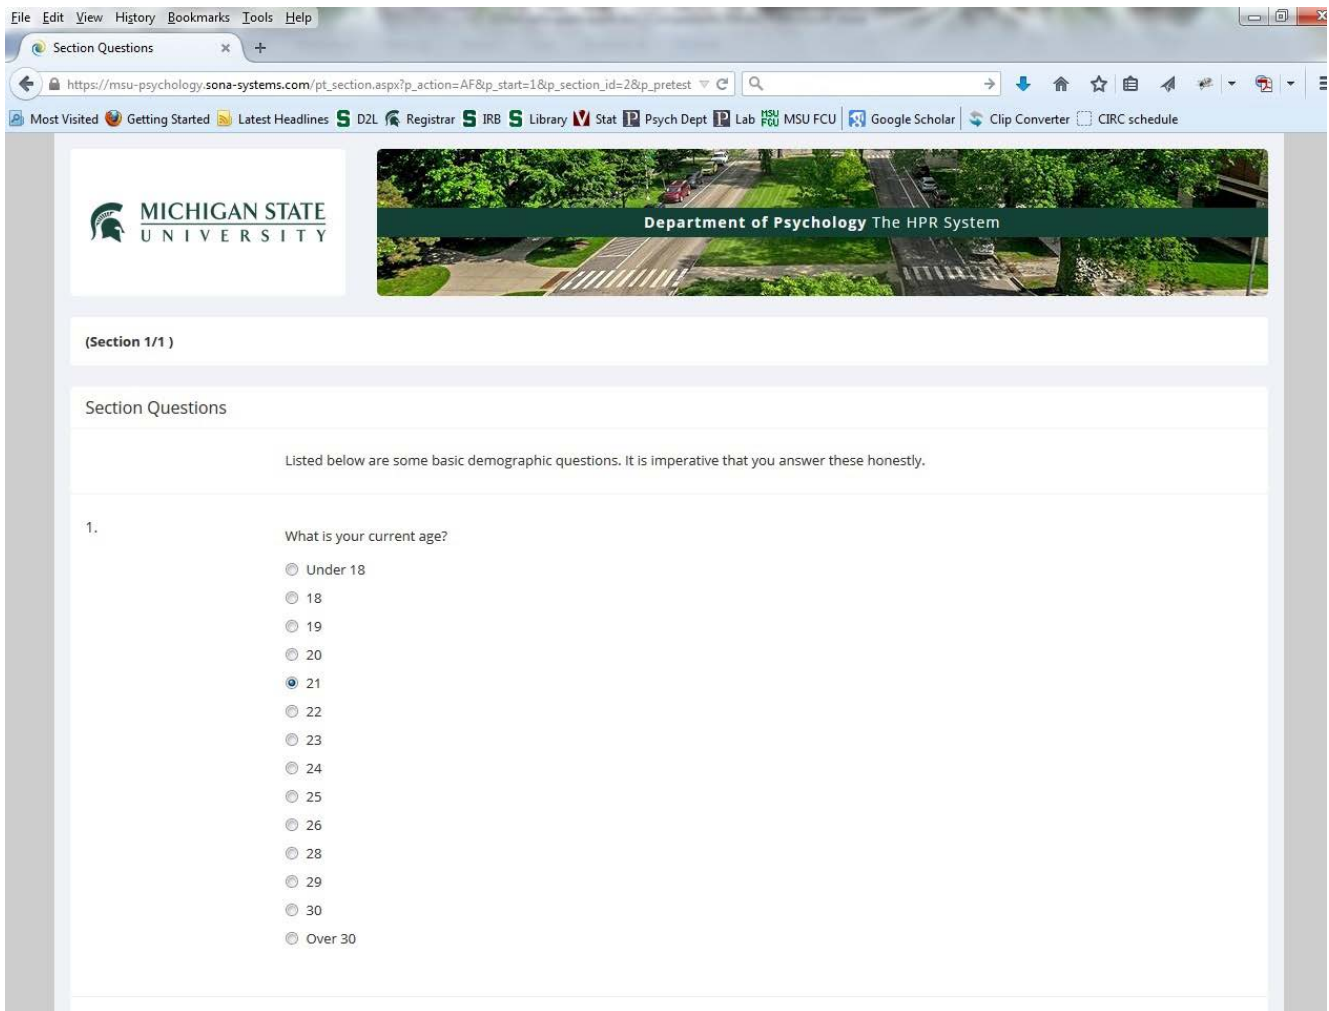 File Edit View History Bookmarks Tools Help
Section Questions
https://msu-psychology.sona-systems.com/pt_section.aspx?p_action=AF&p_start=1&p_section_id=2&p_pretest
Most Visited Getting Started Latest Headlines S D2L Registrar S IRB S Library Stat P Psych Dept P Lab MSU FCU MSU FCU Google Scholar Clip Converter CIRC schedule
MICHIGAN STATE
UNIVERSITY
Department of Psychology The HPR System
(Section 1/1 )
Section Questions
Listed below are some basic demographic questions. It is imperative that you answer these honestly.
1.
What is your current age?
Under 18
18
19
20
21
22
23
24
25
26
28
29
30
Over 30